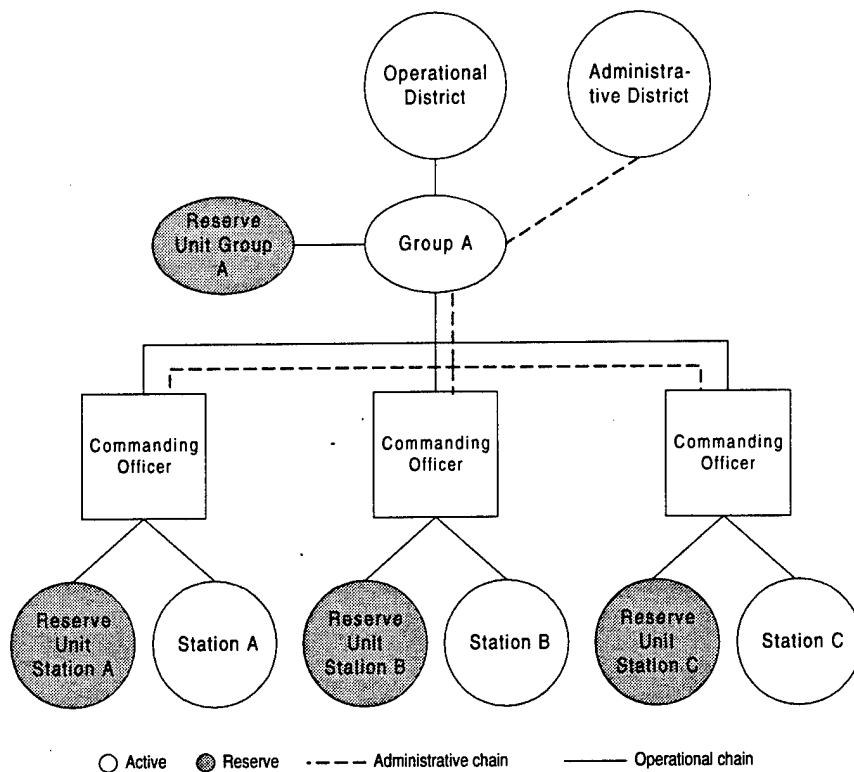 Operational
District
Administra-
tive District
Reserve
Unit Group
A
Group A
Commanding
Officer
Commanding
Officer
Commanding
Officer
Reserve
Unit
Station A
Station A
Reserve
Unit
Station B
Station B
Reserve
Unit
Station C
Station C
Active
Reserve
Administrative chain
Operational chain